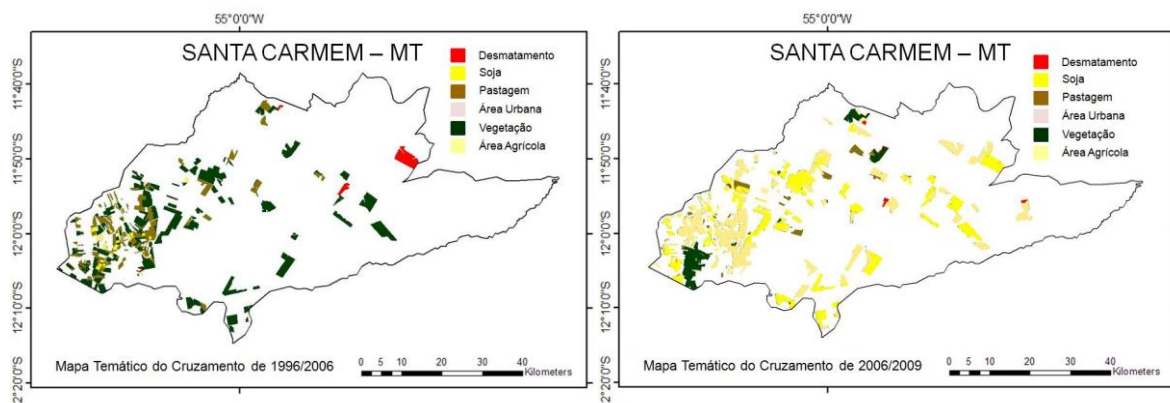 55°0'0"W
SANTA CARMEM – MT
Desmatamento
Soja
Pastagem
Área Urbana
Vegetação
Área Agrícola
11°40'0"S
11°50'0"S
12°0'0"S
12°10'0"S
2°20'0"S
Mapa Temático do Cruzamento de 1996/2006
0 5 10 20 30 40
Kilometers
55°0'0"W
SANTA CARMEM – MT
Desmatamento
Soja
Pastagem
Área Urbana
Vegetação
Área Agrícola
11°40'0"S
11°50'0"S
12°0'0"S
12°10'0"S
2°20'0"S
Mapa Temático do Cruzamento de 2006/2009
0 5 10 20 30 40
Kilometers